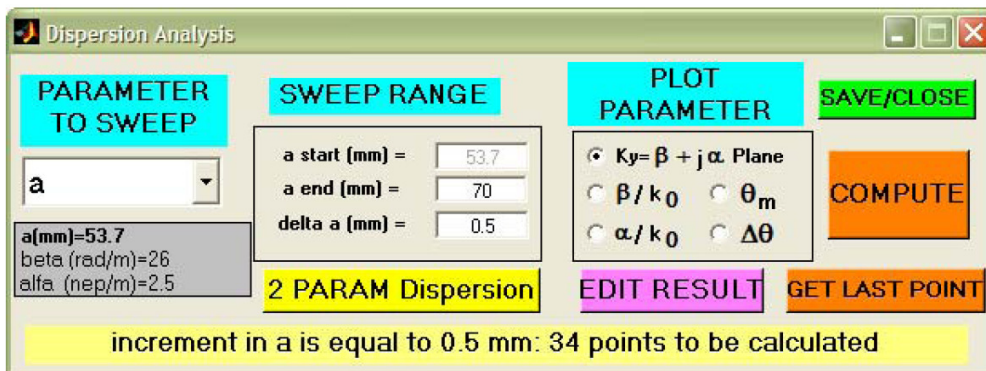 Dispersion Analysis
PARAMETER
TO SWEEP
a
a(mm)=53.7
beta (rad/m)=26
alfa (nep/m)=2.5
SWEEP RANGE
a start (mm) = 53.7
a end (mm) = 70
delta a (mm) = 0.5
2 PARAM Dispersion
PLOT
PARAMETER
Ky= β + j α Plane
β / k₀ θₘ
α / k₀ Δθ
EDIT RESULT
SAVE/CLOSE
COMPUTE
GET LAST POINT
increment in a is equal to 0.5 mm: 34 points to be calculated